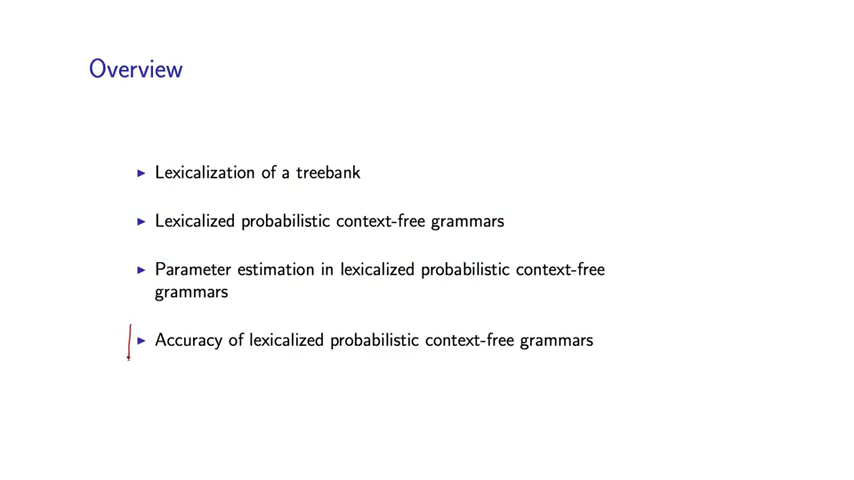 Overview
Lexicalization of a treebank
Lexicalized probabilistic context-free grammars
Parameter estimation in lexicalized probabilistic context-free
grammars
Accuracy of lexicalized probabilistic context-free grammars